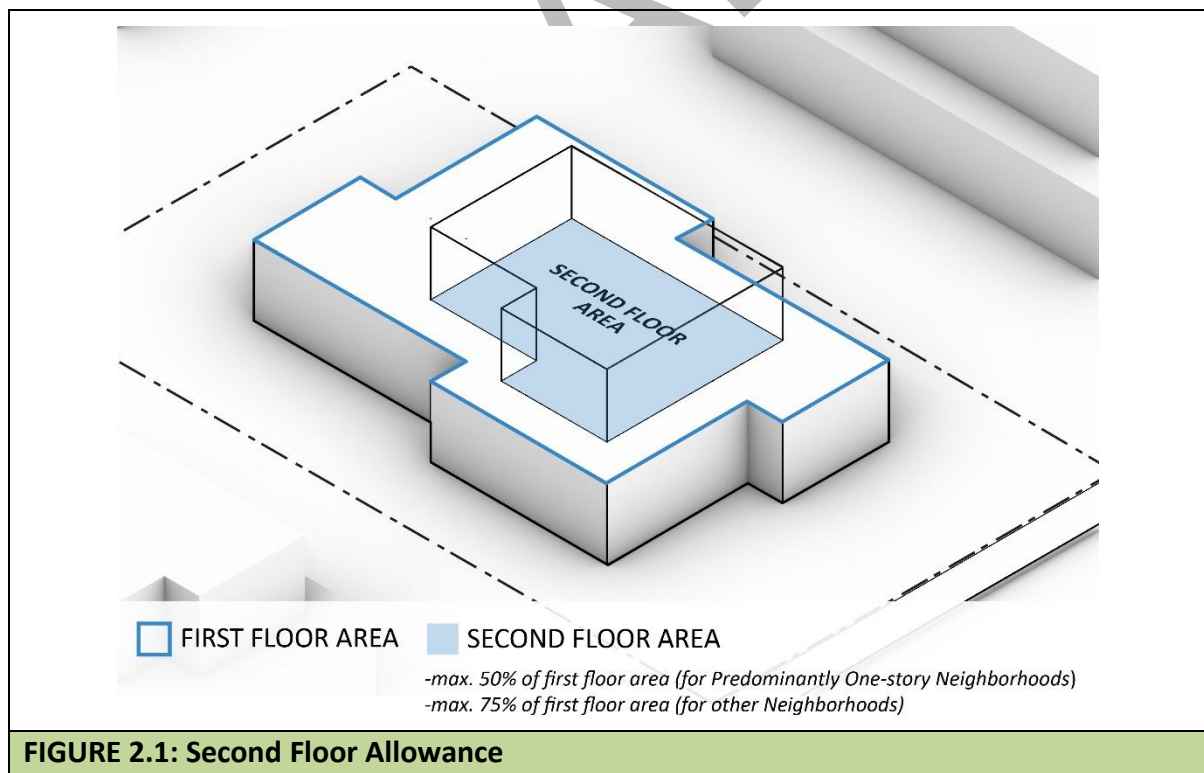 SECOND FLOOR
AREA
FIRST FLOOR AREA
SECOND FLOOR AREA
-max. 50% of first floor area (for Predominantly One-story Neighborhoods)
-max. 75% of first floor area (for other Neighborhoods)
FIGURE 2.1: Second Floor Allowance